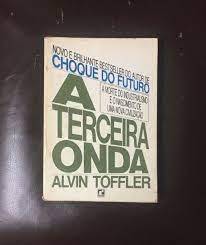 NOVO E BRILHANTE BESTSELLER DO AUTOR DE
CHOQUE DO FUTURO
A MORTE DO INDUSTRIALISMO
E O NASCIMENTO DE
UMA NOVA CIVILIZAÇÃO
A
TERCEIRA
ONDA
ALVIN TOFFLER